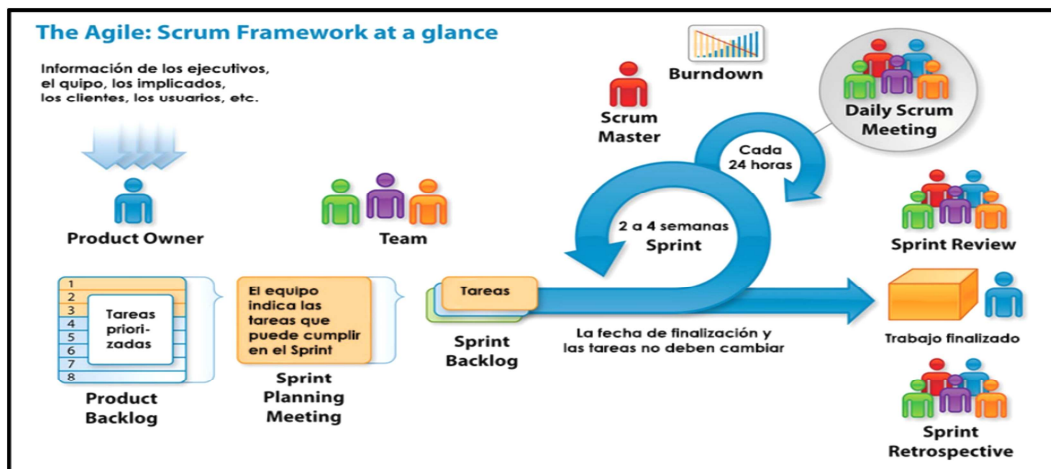 The Agile: Scrum Framework at a glance
Información de los ejecutivos,
el quipo, los implicados,
los clientes, los usuarios, etc.
Product Owner
Team
Scrum
Master
Burndown
Cada
24 horas
Daily Scrum
Meeting
2 a 4 semanas
Sprint
Sprint Review
1
2
3
4
5
6
7
8
Tareas
priori-
zadas
Product
Backlog
El equipo
indica las
tareas que
puede cumplir
en el Sprint
Sprint
Planning
Meeting
Tareas
Sprint
Backlog
La fecha de finalización y
las tareas no deben cambiar
Trabajo finalizado
Sprint
Retrospective